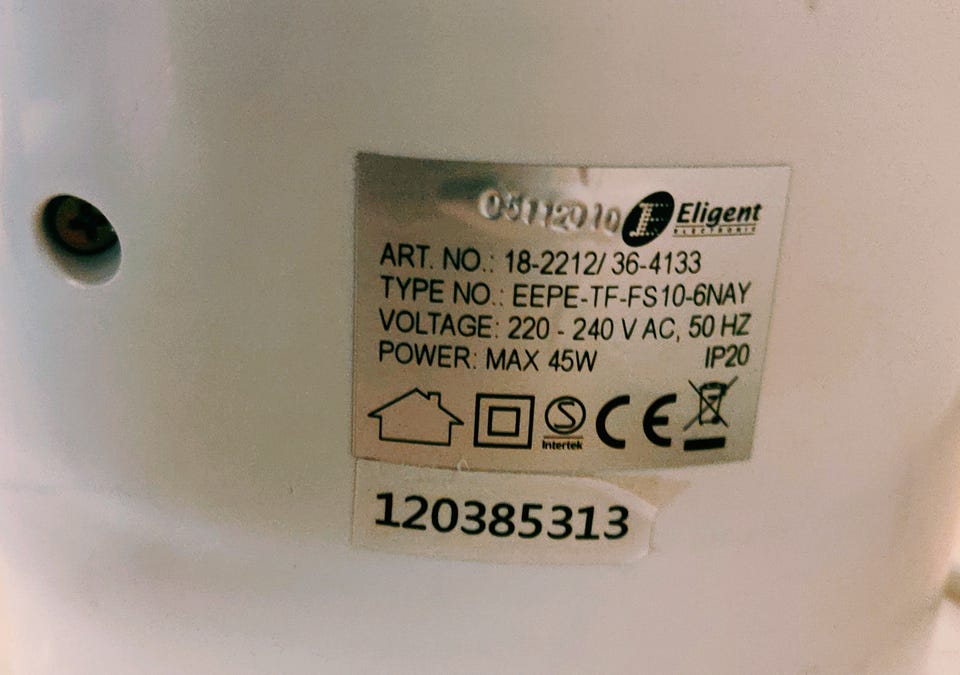 05112010
Eligent
ELECTRONIC
ART. NO.: 18-2212/ 36-4133
TYPE NO.: EEPE-TF-FS10-6NAY
VOLTAGE: 220 - 240 V AC, 50 HZ
POWER: MAX 45W IP20
S
Intertek
CE
120385313